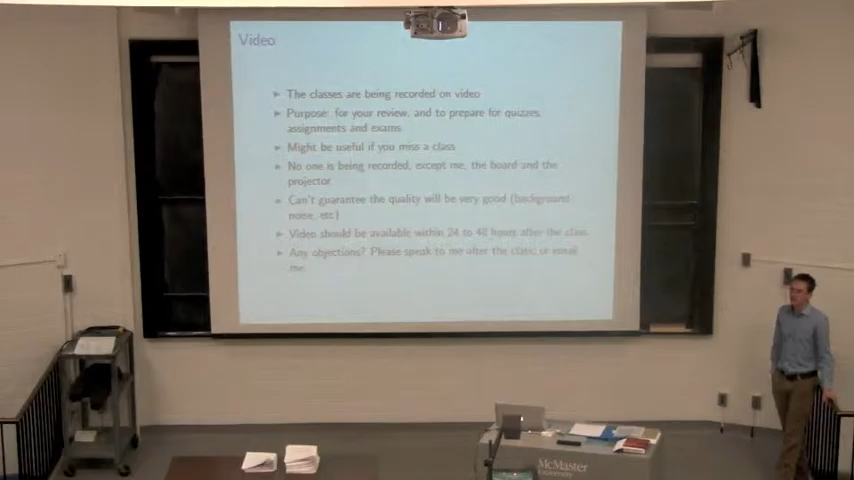 Video
▶ The classes are being recorded on video
▶ Purpose: for your review, and to prepare for quizzes,
assignments and exams
▶ Might be useful if you miss a class
▶ No one is being recorded, except me, the board and the
projector
▶ Can't guarantee the quality will be very good (background
noise, etc)
▶ Video should be available within 24 to 48 hours after the class
▶ Any objections? Please speak to me after the class, or email
me.
McMaster
University